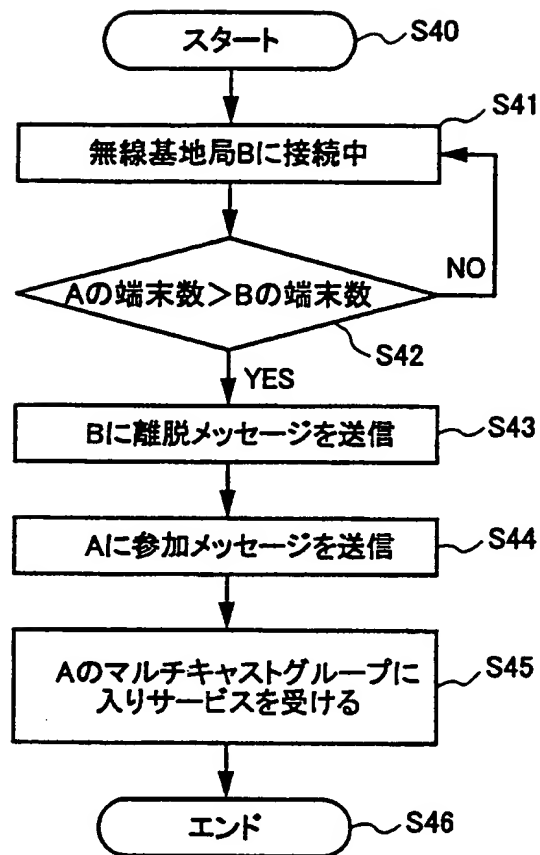 スタート
S40
S41
無線基地局Bに接続中
NO
Aの端末数>Bの端末数
S42
YES
Bに離脱メッセージを送信
S43
Aに参加メッセージを送信
S44
Aのマルチキャストグループに
入りサービスを受ける
S45
エンド
S46